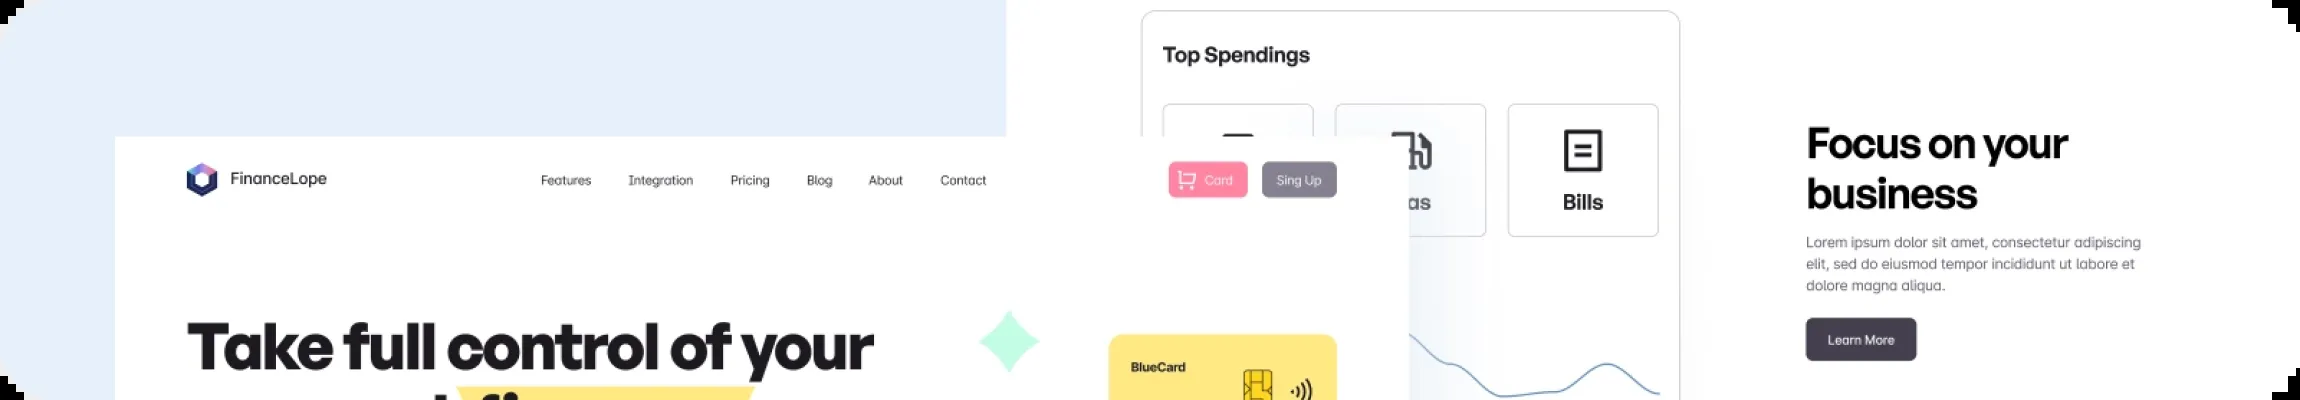 FinanceLope
Features
Integration
Pricing
Blog
About
Contact
Card
Sing Up
Take full control of your
BlueCard
Top Spendings
as
Bills
Focus on your
business
Lorem ipsum dolor sit amet, consectetur adipiscing
elit, sed do eiusmod tempor incididunt ut labore et
dolore magna aliqua.
Learn More